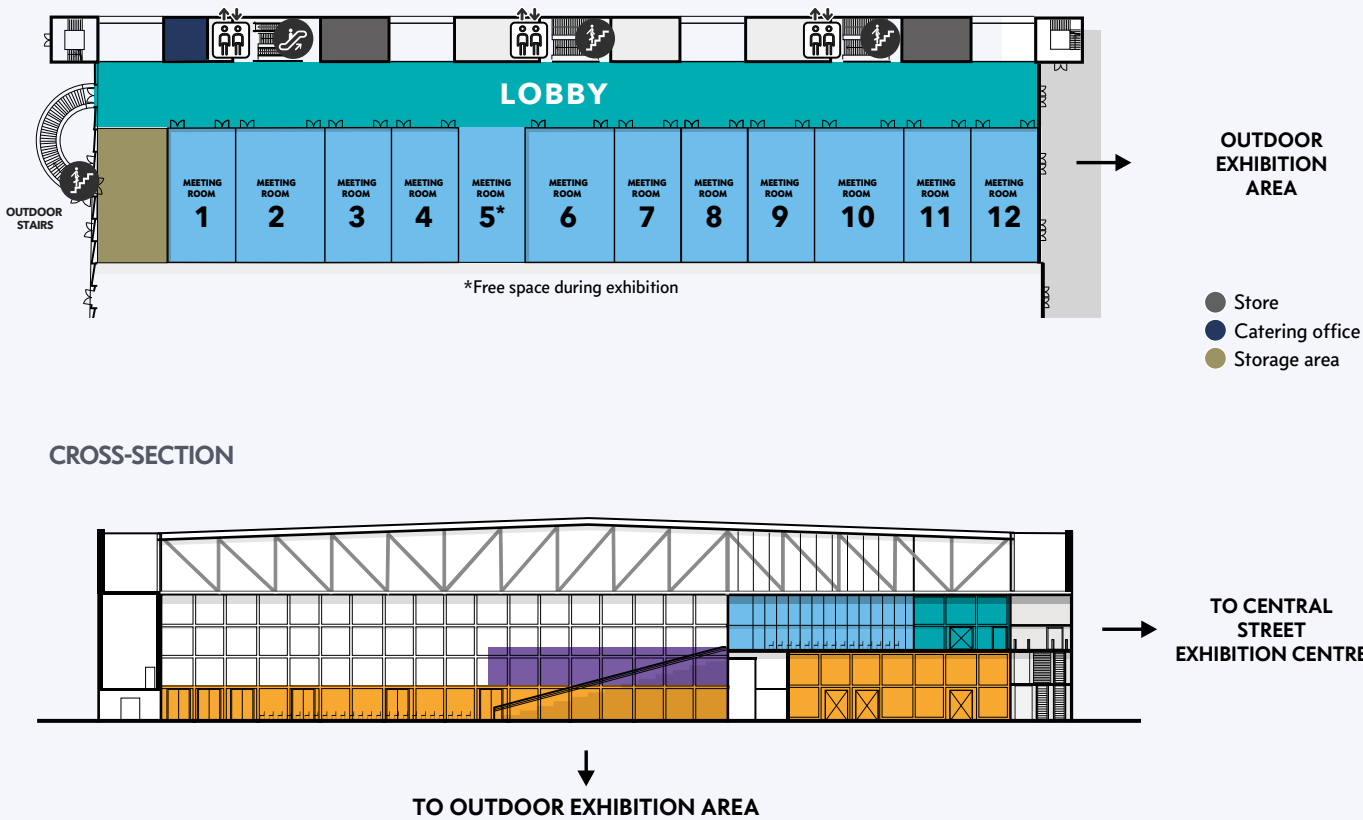 LOBBY
MEETING
ROOM
1
MEETING
ROOM
2
MEETING
ROOM
3
MEETING
ROOM
4
MEETING
ROOM
5*
MEETING
ROOM
6
MEETING
ROOM
7
MEETING
ROOM
8
MEETING
ROOM
9
MEETING
ROOM
10
MEETING
ROOM
11
MEETING
ROOM
12
OUTDOOR
STAIRS
OUTDOOR
EXHIBITION
AREA
*Free space during exhibition
Store
Catering office
Storage area
CROSS-SECTION
TO CENTRAL
STREET
EXHIBITION CENTRE
TO OUTDOOR EXHIBITION AREA